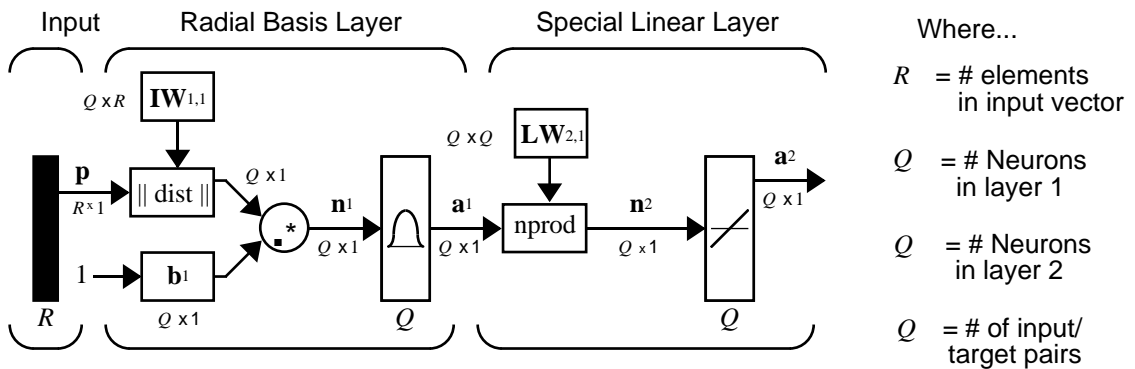 Input
Radial Basis Layer
Special Linear Layer
Where...
Q x R
IW1,1
p
R x 1
|| dist ||
Q x 1
1
b1
Q x 1
.*
n1
Q x 1
a1
Q x 1
Q x Q
LW2,1
nprod
n2
Q x 1
a2
Q x 1
R
Q
Q
R = # elements
in input vector
Q = # Neurons
in layer 1
Q = # Neurons
in layer 2
Q = # of input/
target pairs